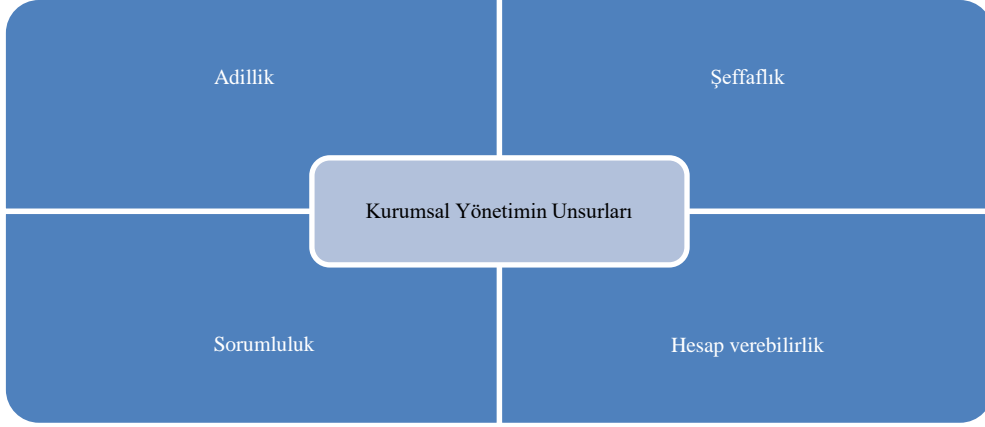 Adillik
Şeffaflık
Kurumsal Yönetimin Unsurları
Sorumluluk
Hesap verebilirlik